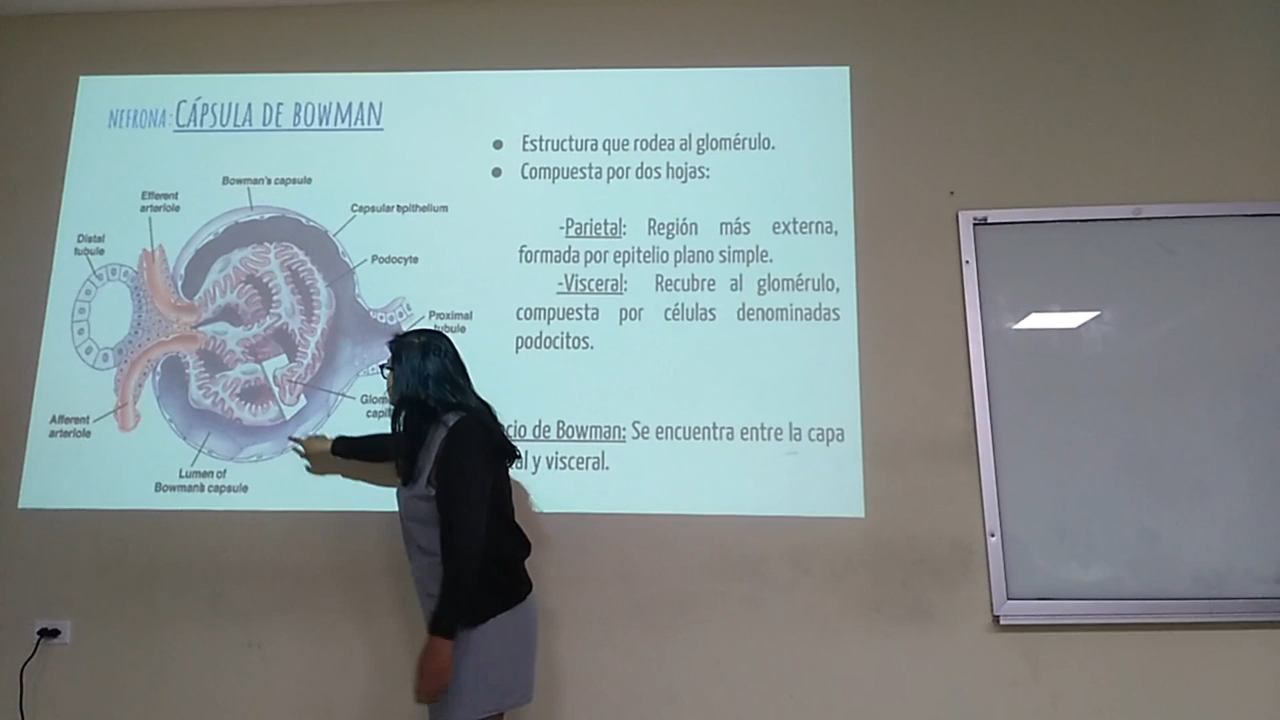 NEFRONA: CÁPSULA DE BOWMAN
Estructura que rodea al glomérulo.
Compuesta por dos hojas:
-Parietal: Región más externa,
formada por epitelio plano simple.
-Visceral: Recubre al glomérulo,
compuesta por células denominadas
podocitos.
de Bowman: Se encuentra entre la capa
y visceral.
Bowman's capsule
Efferent
arteriole
Capsular epithelium
Distal
tubule
Podocyte
Proximal
tubule
Afferent
arteriole
Lumen of
Bowman's capsule